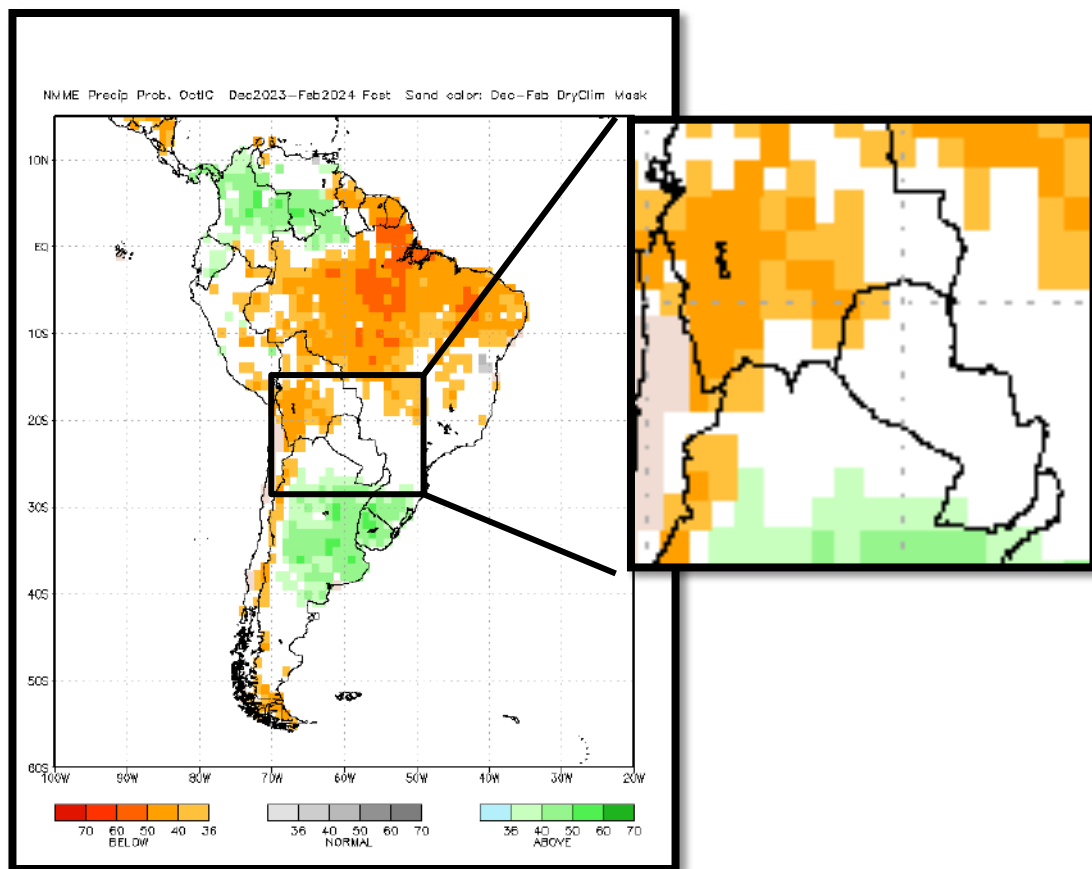 NMME Precip Prob. OctIC Dec2023-Feb2024 Fcst Sand color: Dec-Feb DryClim Mask
10N
EQ
10S
20S
30S
40S
50S
60S
100W 90W 80W 70W 60W 50W 40W 30W 20W
70 60 50 40 36
BELOW
36 40 50 60 70
NORMAL
36 40 50 60 70
ABOVE